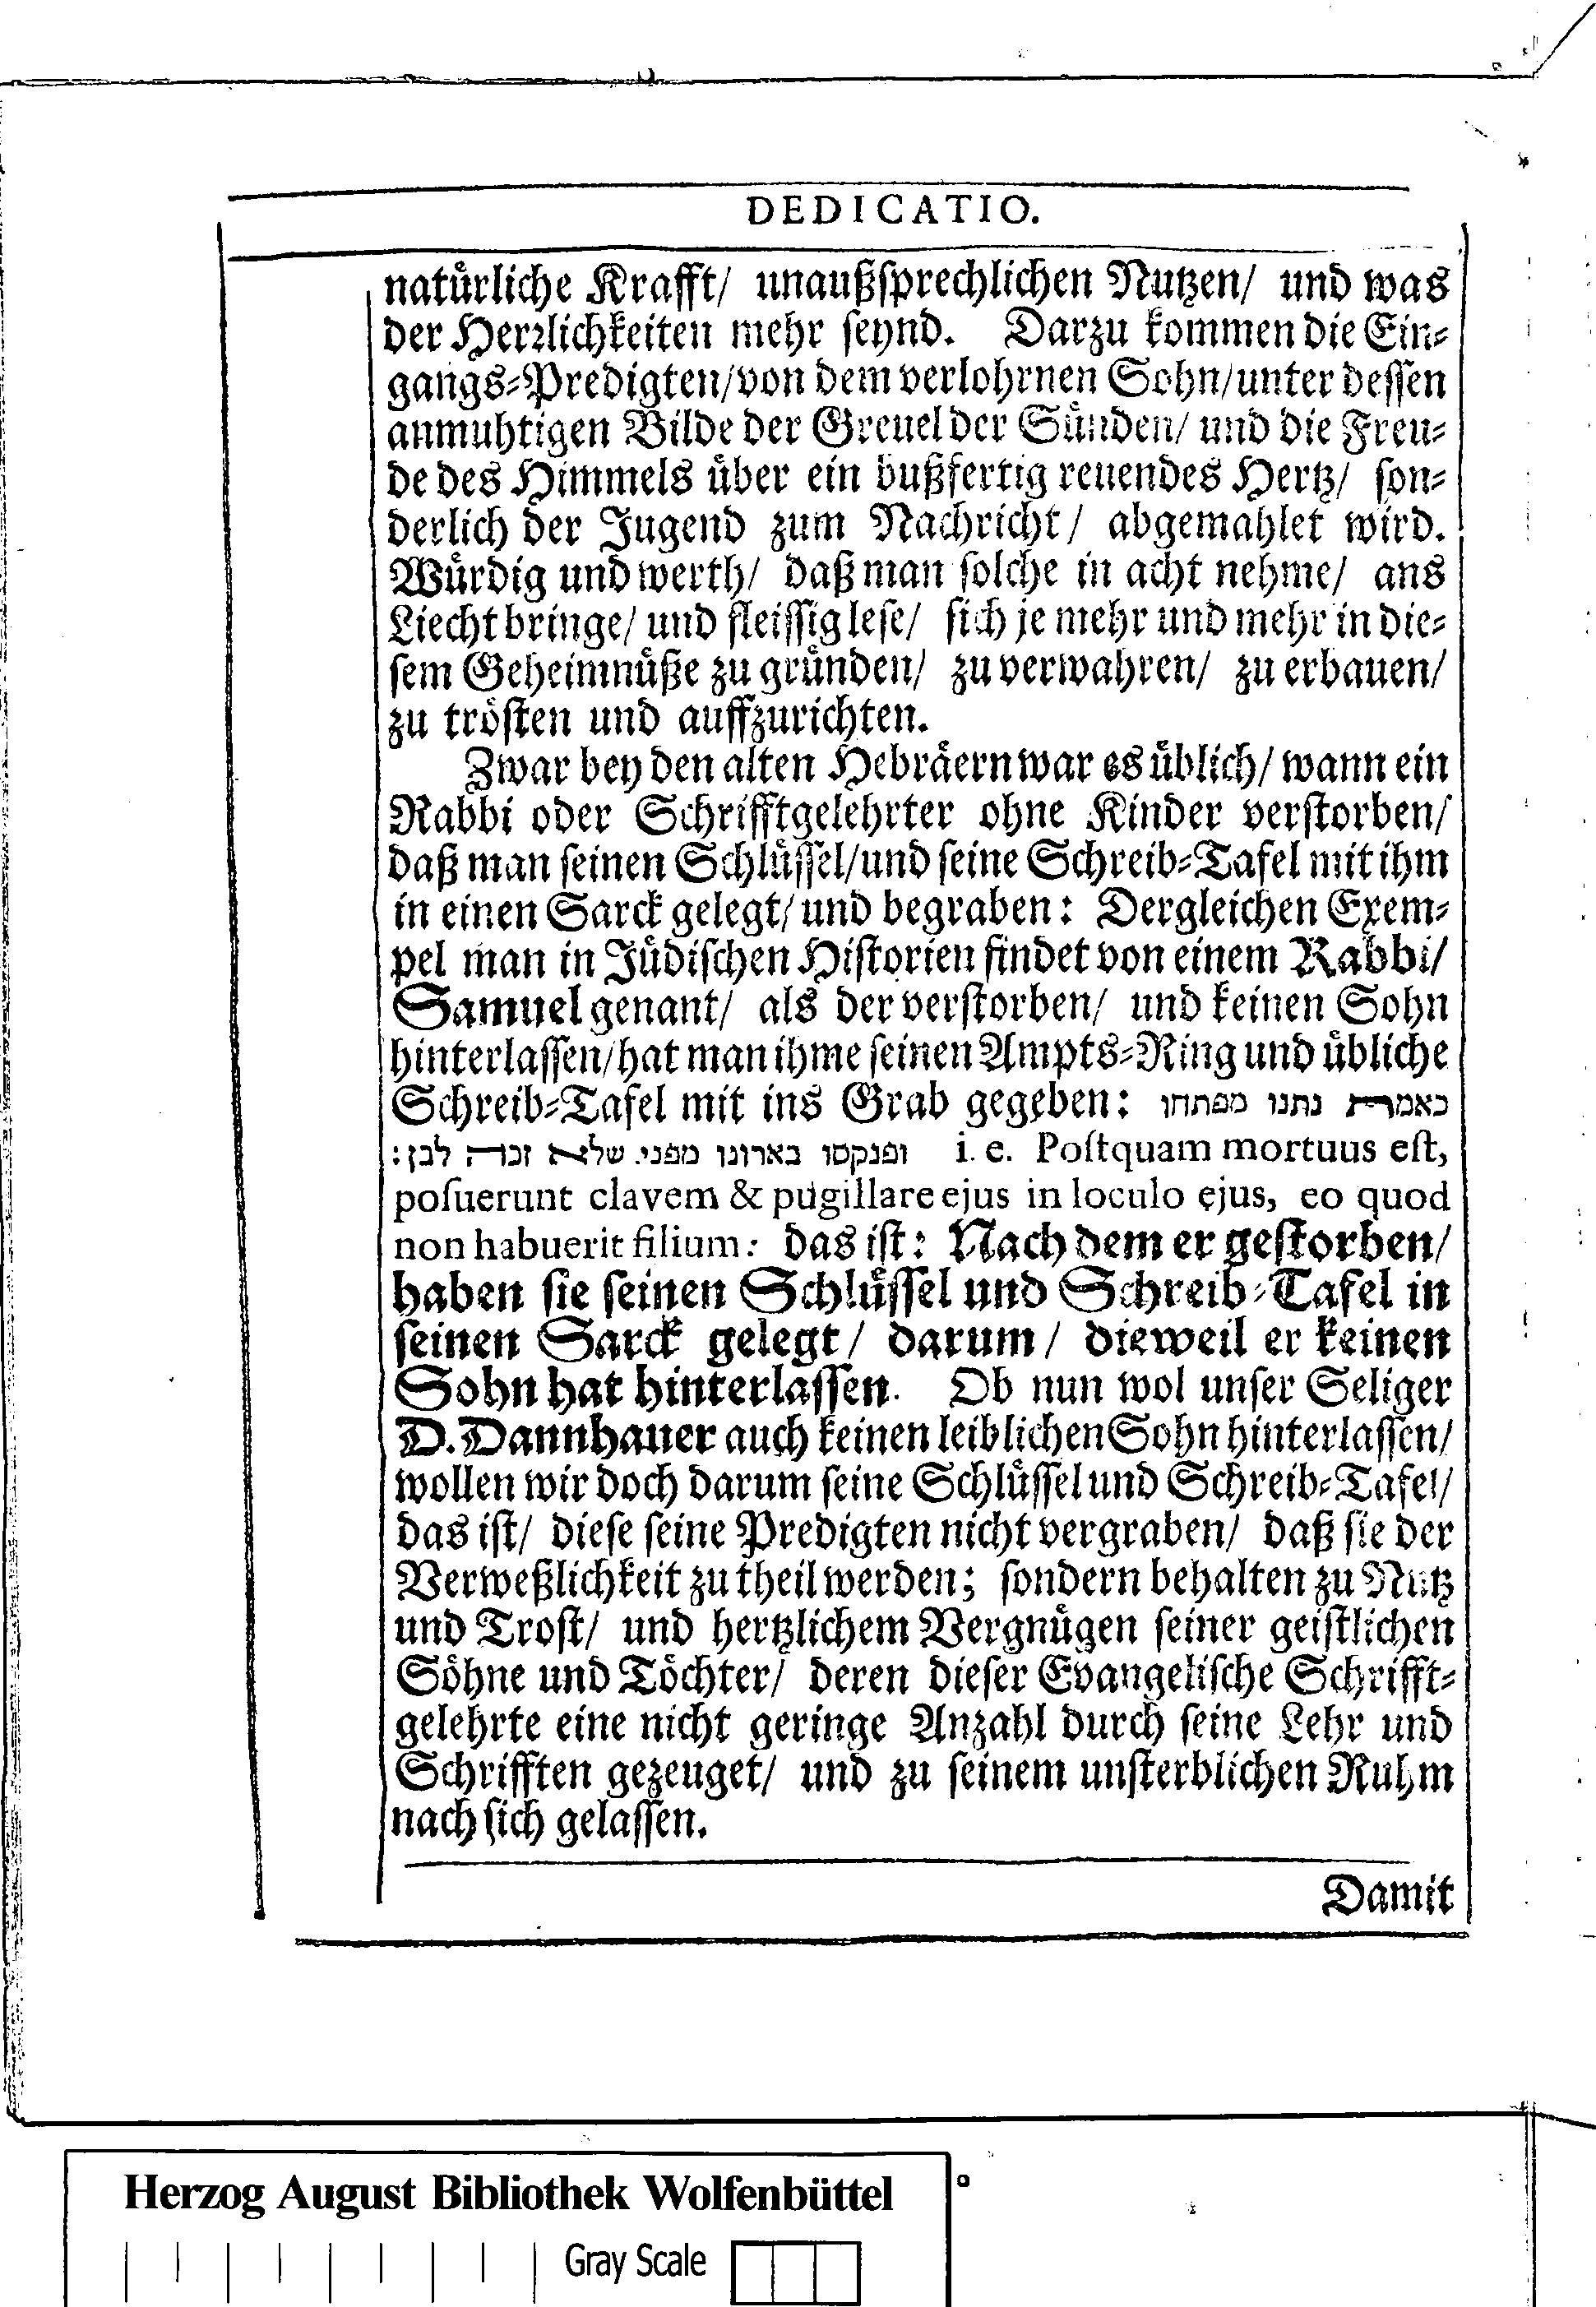 DEDICATIO.
natürliche Krafft/ unaußsprechlichen Nutzen/ und was
der Herꝛlichkeiten mehr seynd. Darzu kommen die Ein-
gangs-Predigten/von dem verlohrnen Sohn/unter dessen
anmuhtigen Bilde der Greuel der Sünden/ und die Freu-
de des Himmels über ein bußfertig reuendes Hertz/ son-
derlich der Jugend zum Nachricht/ abgemahlet wird.
Würdig und werth/ daß man solche in acht nehme/ ans
Liecht bringe/ und fleissig lese/ sich je mehr und mehr in die-
sem Geheimnüße zu gründen/ zu verwahren/ zu erbauen/
zu trösten und auffzurichten.
Zwar bey den alten Hebräern war es üblich/ wann ein
Rabbi oder Schrifftgelehrter ohne Kinder verstorben/
daß man seinen Schlüssel/und seine Schreib-Tafel mit ihm
in einen Sarck gelegt/ und begraben: Dergleichen Exem-
pel man in Jüdischen Historien findet von einem Rabbi/
Samuel genant/ als der verstorben/ und keinen Sohn
hinterlassen/hat man ihme seinen Ampts-Ring und übliche
Schreib-Tafel mit ins Grab gegeben: נתנו מפתחו
ופנקסו בארונו מפני שלא זכה לבן: i. e. Postquam mortuus est,
posuerunt clavem & pugillare ejus in loculo ejus, eo quod
non habuerit filium: das ist: Nach dem er gestorben/
haben sie seinen Schlüssel und Schreib-Tafel in
seinen Sarck gelegt/ darum/ dieweil er keinen
Sohn hat hinterlassen. Ob nun wol unser Seliger
D. Dannhauer auch keinen leiblichen Sohn hinterlassen/
wollen wir doch darum seine Schlüssel und Schreib-Tafel/
das ist/ diese seine Predigten nicht vergraben/ daß sie der
Verweßlichkeit zu theil werden; sondern behalten zu Nutz
und Trost/ und hertzlichem Vergnügen seiner geistlichen
Söhne und Töchter/ deren dieser Evangelische Schrifft-
gelehrte eine nicht geringe Anzahl durch seine Lehr und
Schrifften gezeuget/ und zu seinem unsterblichen Ruhm
nach sich gelassen.
Damit
Herzog August Bibliothek Wolfenbüttel
Gray Scale